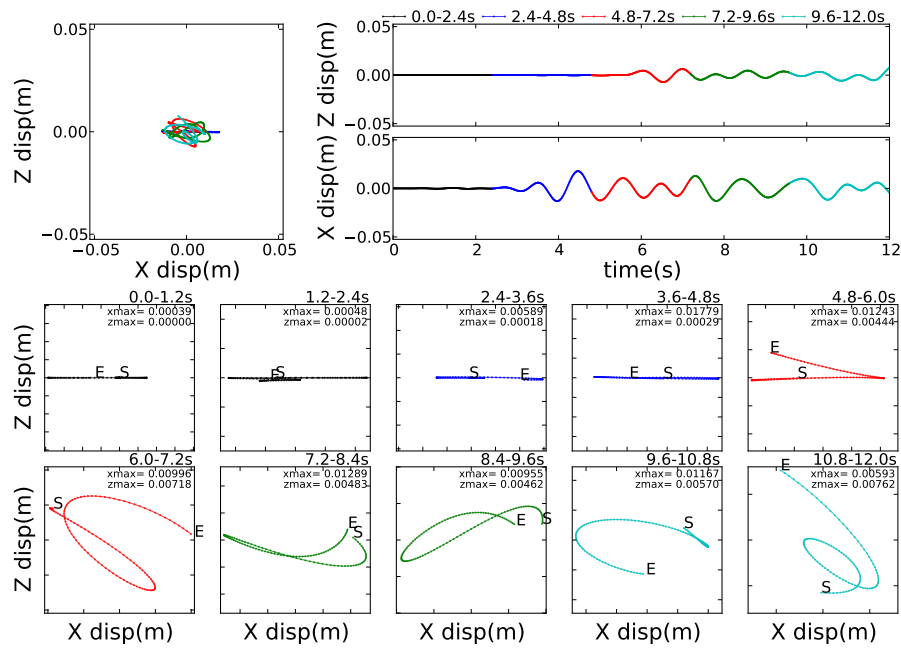 0.0-2.4s 2.4-4.8s 4.8-7.2s 7.2-9.6s 9.6-12.0s
0.05
0.00
−0.05
−0.05 0.00 0.05
Z disp(m)
X disp(m)
0.05
0.00
−0.05
Z disp(m)
0.05
0.00
−0.05
X disp(m)
0 2 4 6 8 10 12
time(s)
0.0-1.2s
xmax= 0.00039
zmax= 0.00000
E S
Z disp(m)
1.2-2.4s
xmax= 0.00048
zmax= 0.00002
E S
2.4-3.6s
xmax= 0.00589
zmax= 0.00018
S E
3.6-4.8s
xmax= 0.01779
zmax= 0.00029
E S
4.8-6.0s
xmax= 0.01243
zmax= 0.00444
E
S
6.0-7.2s
xmax= 0.00996
zmax= 0.00718
S
E
Z disp(m)
X disp(m)
7.2-8.4s
xmax= 0.01289
zmax= 0.00483
E
S
X disp(m)
8.4-9.6s
xmax= 0.00955
zmax= 0.00462
E S
X disp(m)
9.6-10.8s
xmax= 0.01167
zmax= 0.00570
S
E
X disp(m)
10.8-12.0s
xmax= 0.00593
zmax= 0.00762
E
S
X disp(m)